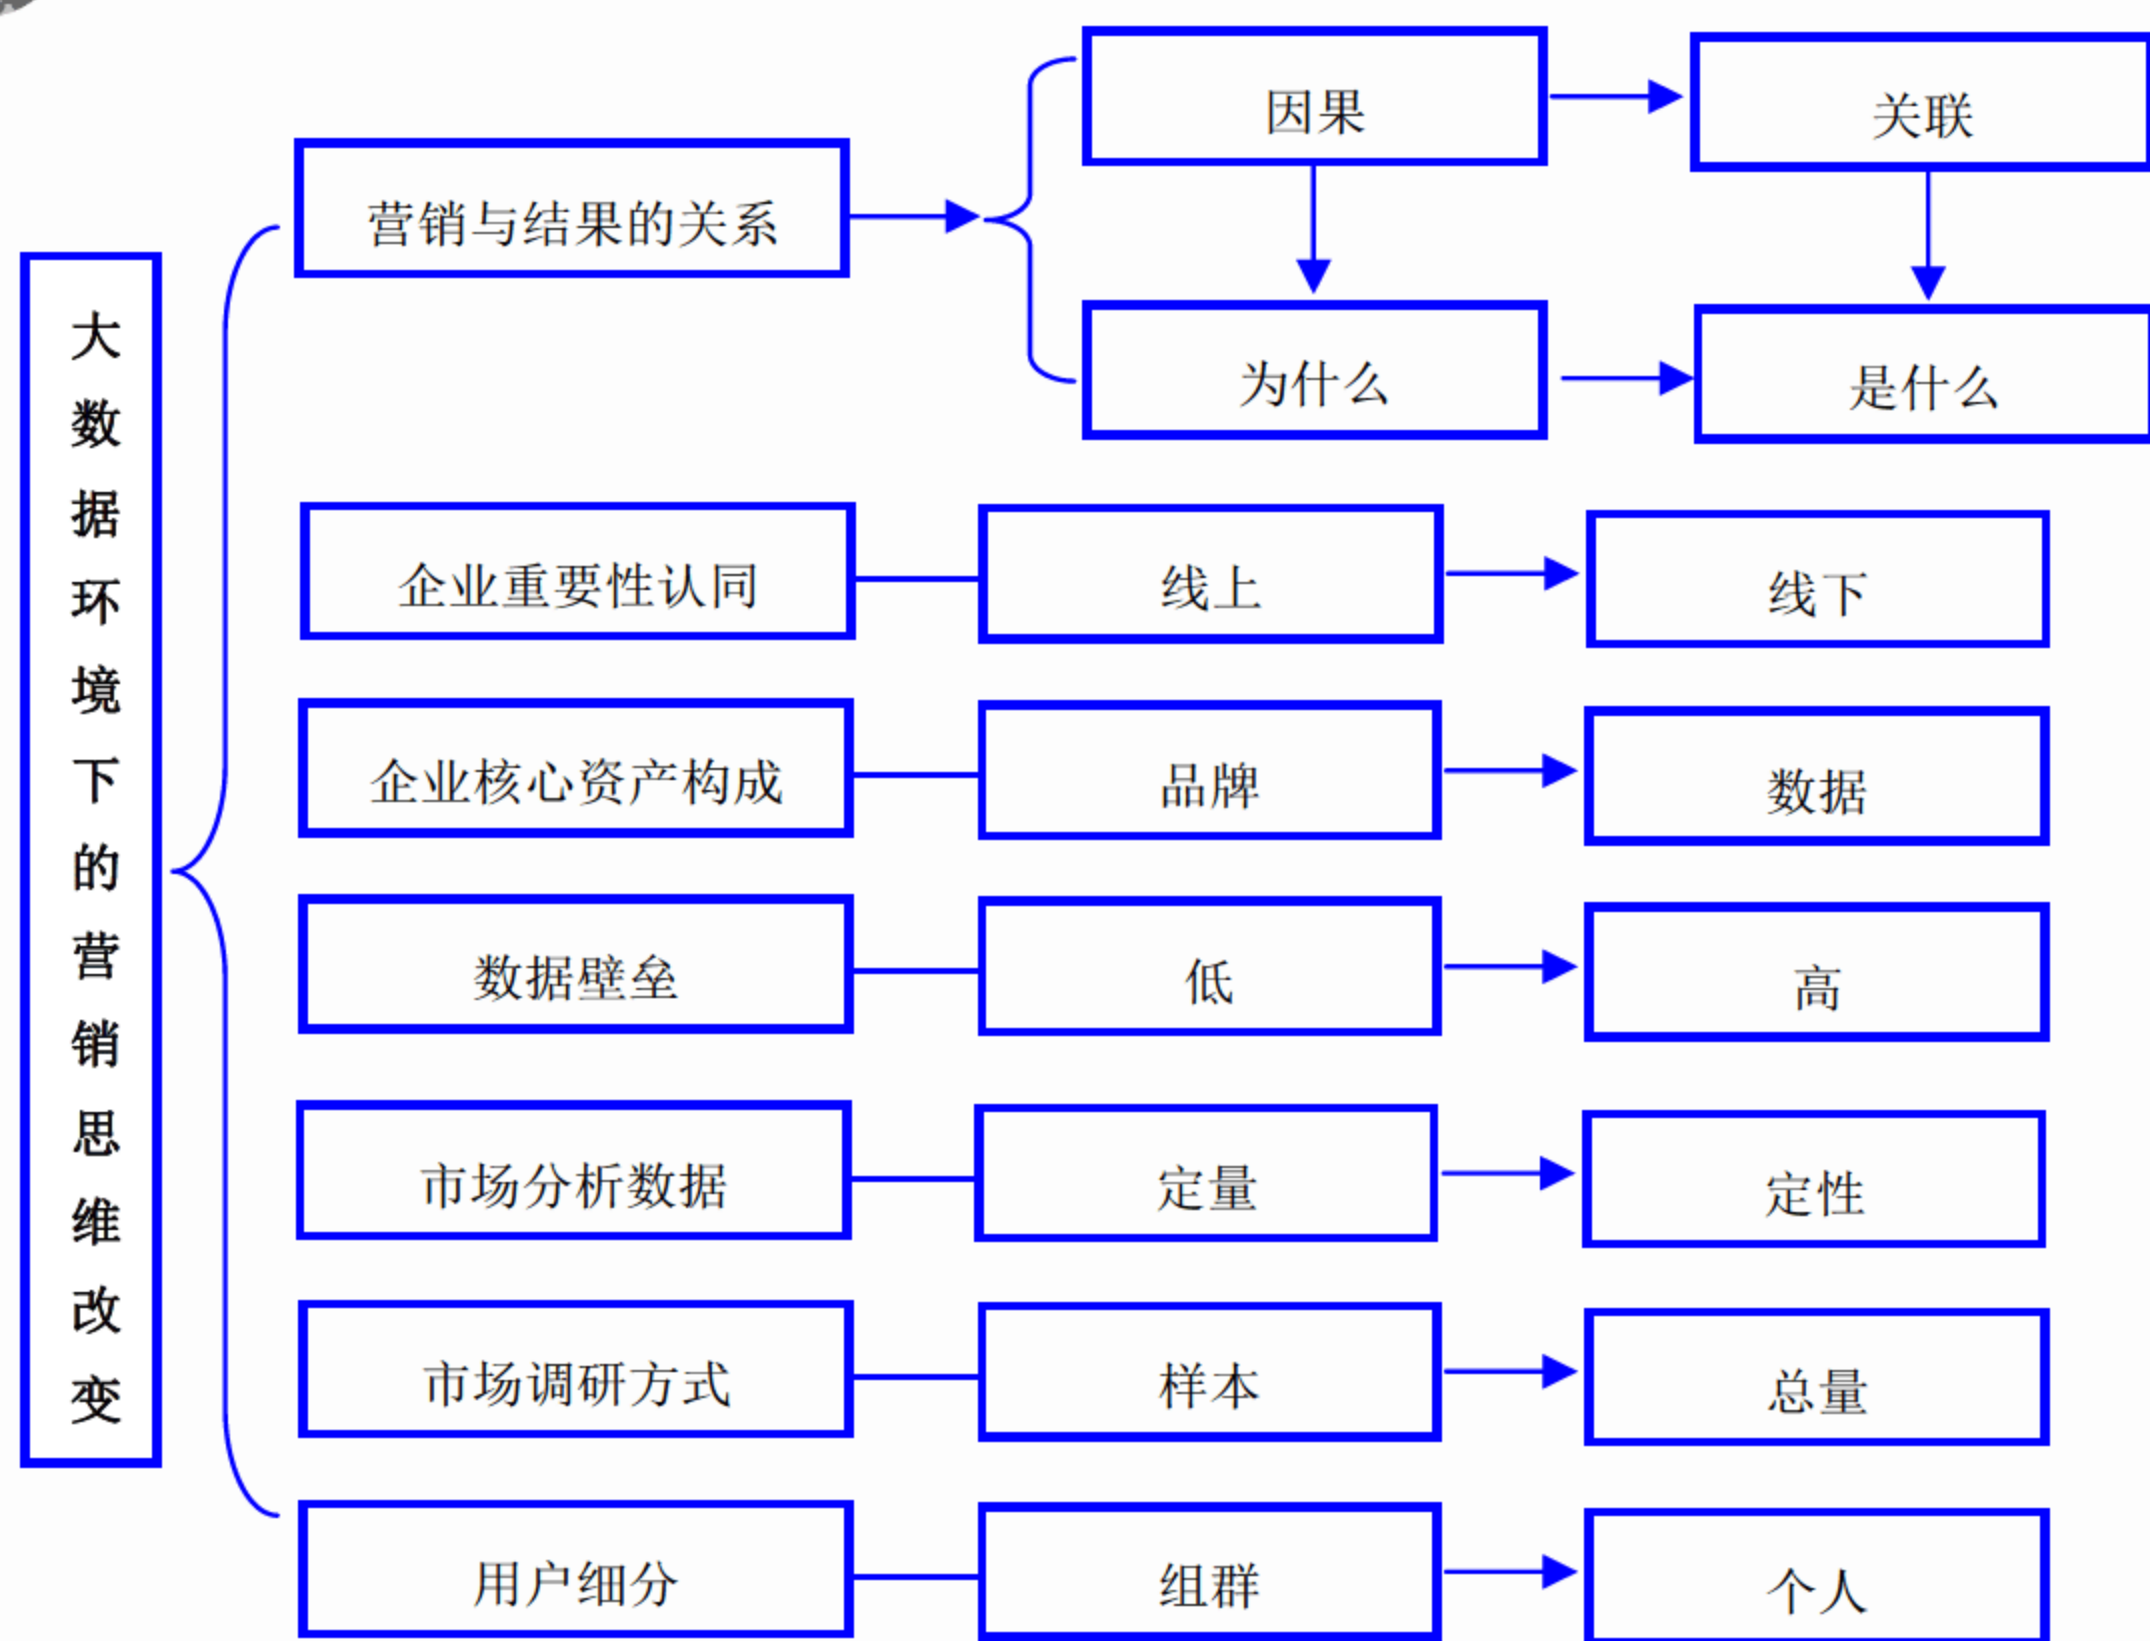 大数据环境下的营销思维改变
营销与结果的关系
因果
关联
为什么
是什么
企业重要性认同
线上
线下
企业核心资产构成
品牌
数据
数据壁垒
低
高
市场分析数据
定量
定性
市场调研方式
样本
总量
用户细分
组群
个人